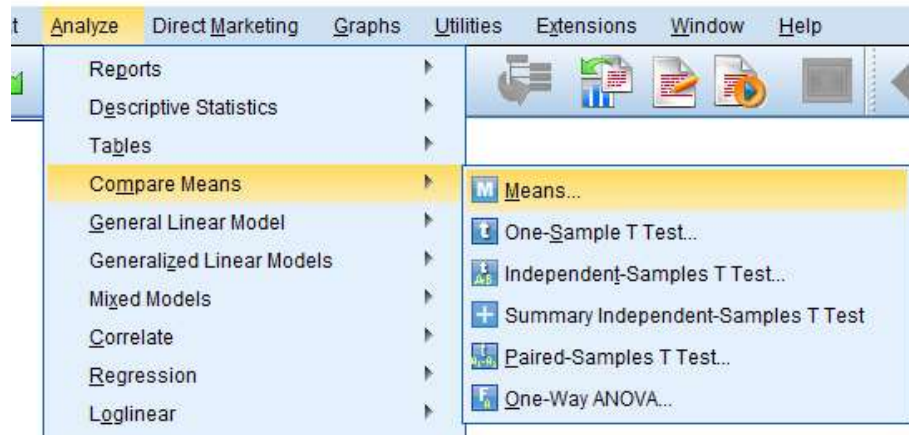 t Analyze Direct Marketing Graphs Utilities Extensions Window Help
Reports
Descriptive Statistics
Tables
Compare Means
General Linear Model
Generalized Linear Models
Mixed Models
Correlate
Regression
Loglinear
M Means...
t One-Sample T Test...
Independent-Samples T Test...
Summary Independent-Samples T Test
Paired-Samples T Test...
One-Way ANOVA...